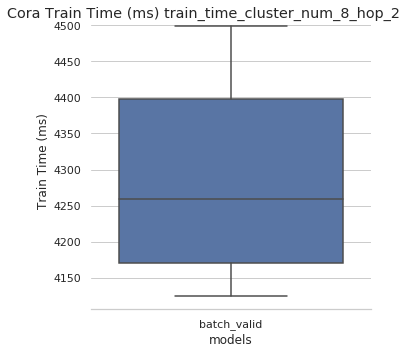 Cora Train Time (ms) train_time_cluster_num_8_hop_2
4500
4450
4400
4350
4300
4250
4200
4150
Train Time (ms)
batch_valid
models